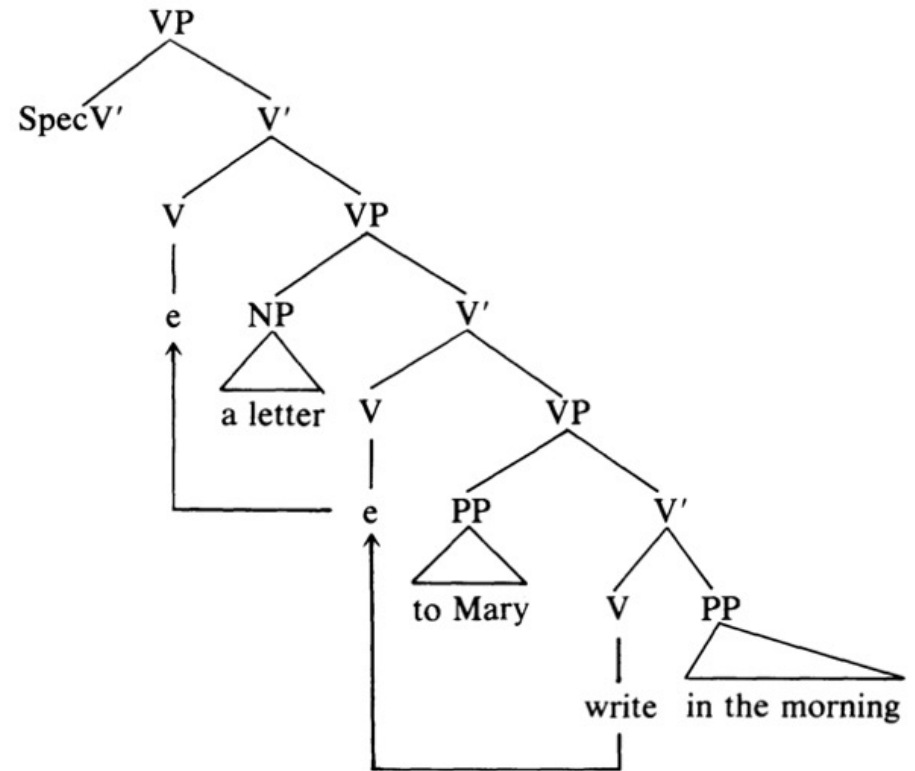 VP
SpecV′ V′
V VP
e NP V′
a letter V VP
e PP V′
to Mary V PP
write in the morning